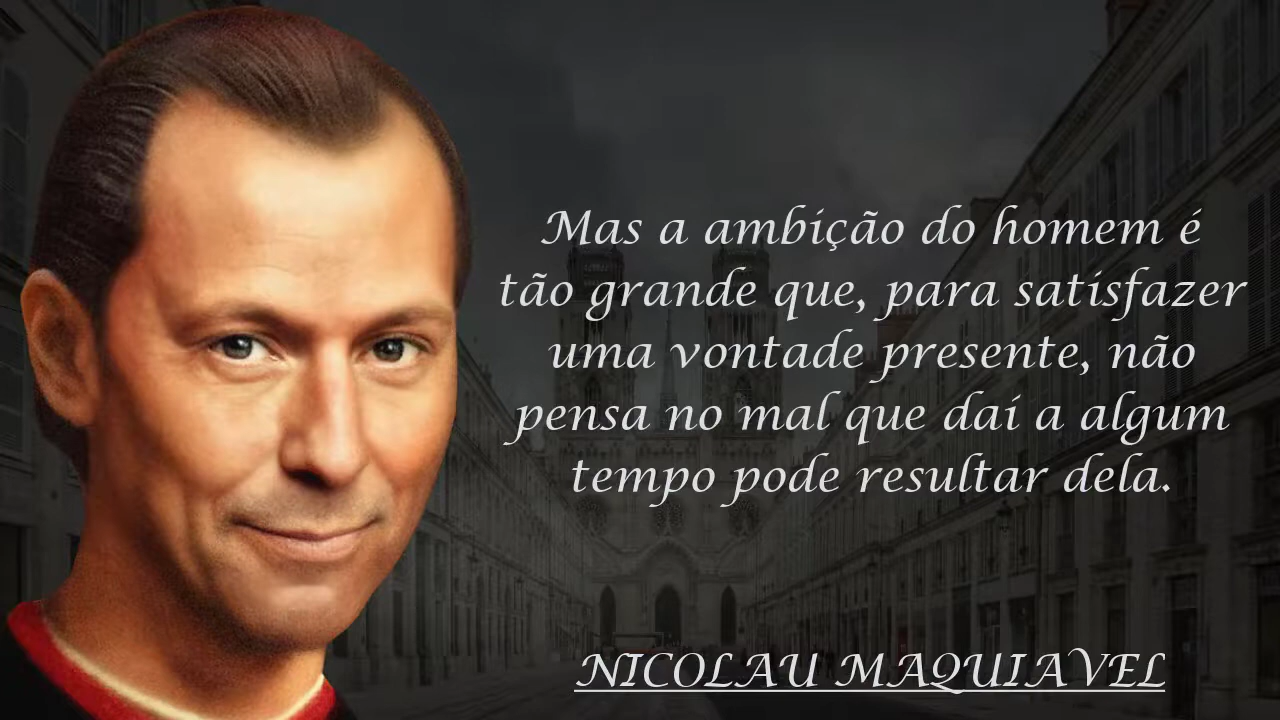 Mas a ambição do homem é
tão grande que, para satisfazer
uma vontade presente, não
pensa no mal que daí a algum
tempo pode resultar dela.
NICOLAU MAQUIAVEL